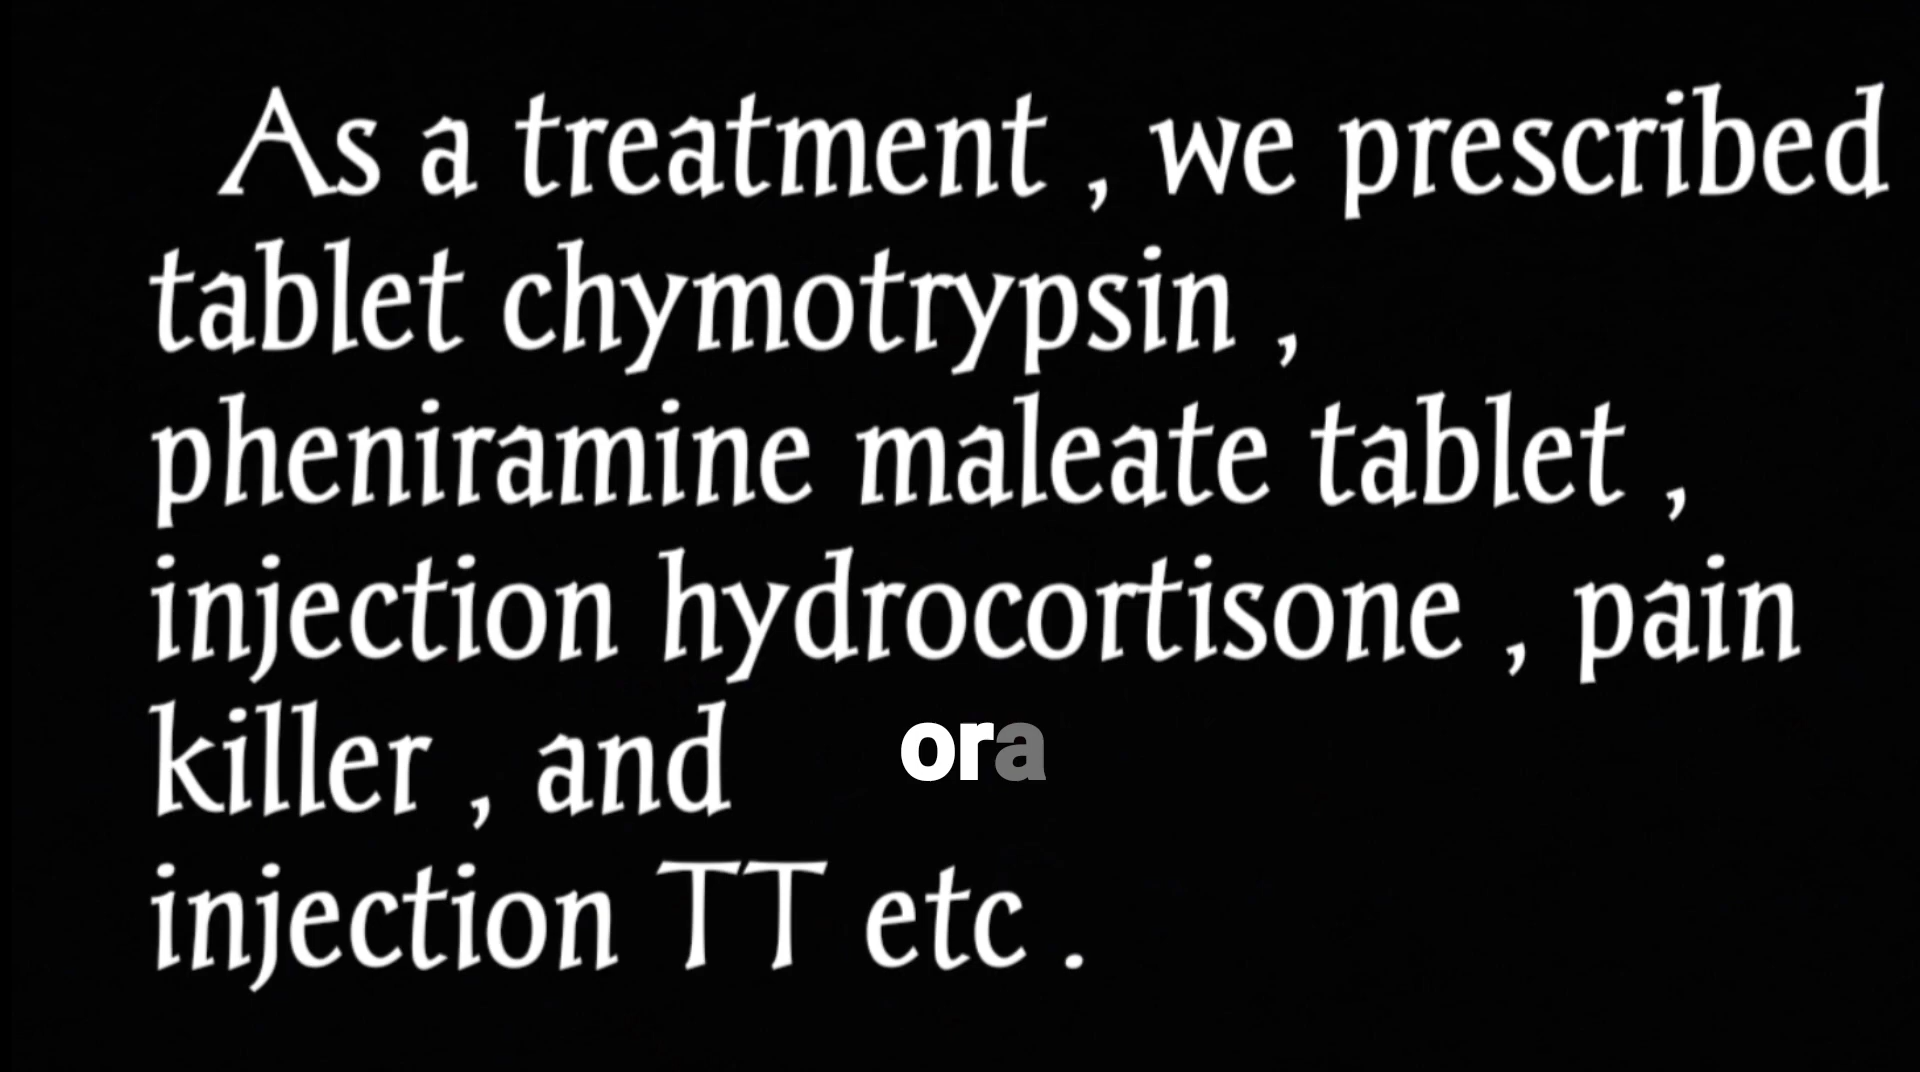 As a treatment , we prescribed
tablet chymotrypsin ,
pheniramine maleate tablet ,
injection hydrocortisone , pain
killer , and ora
injection TT etc .